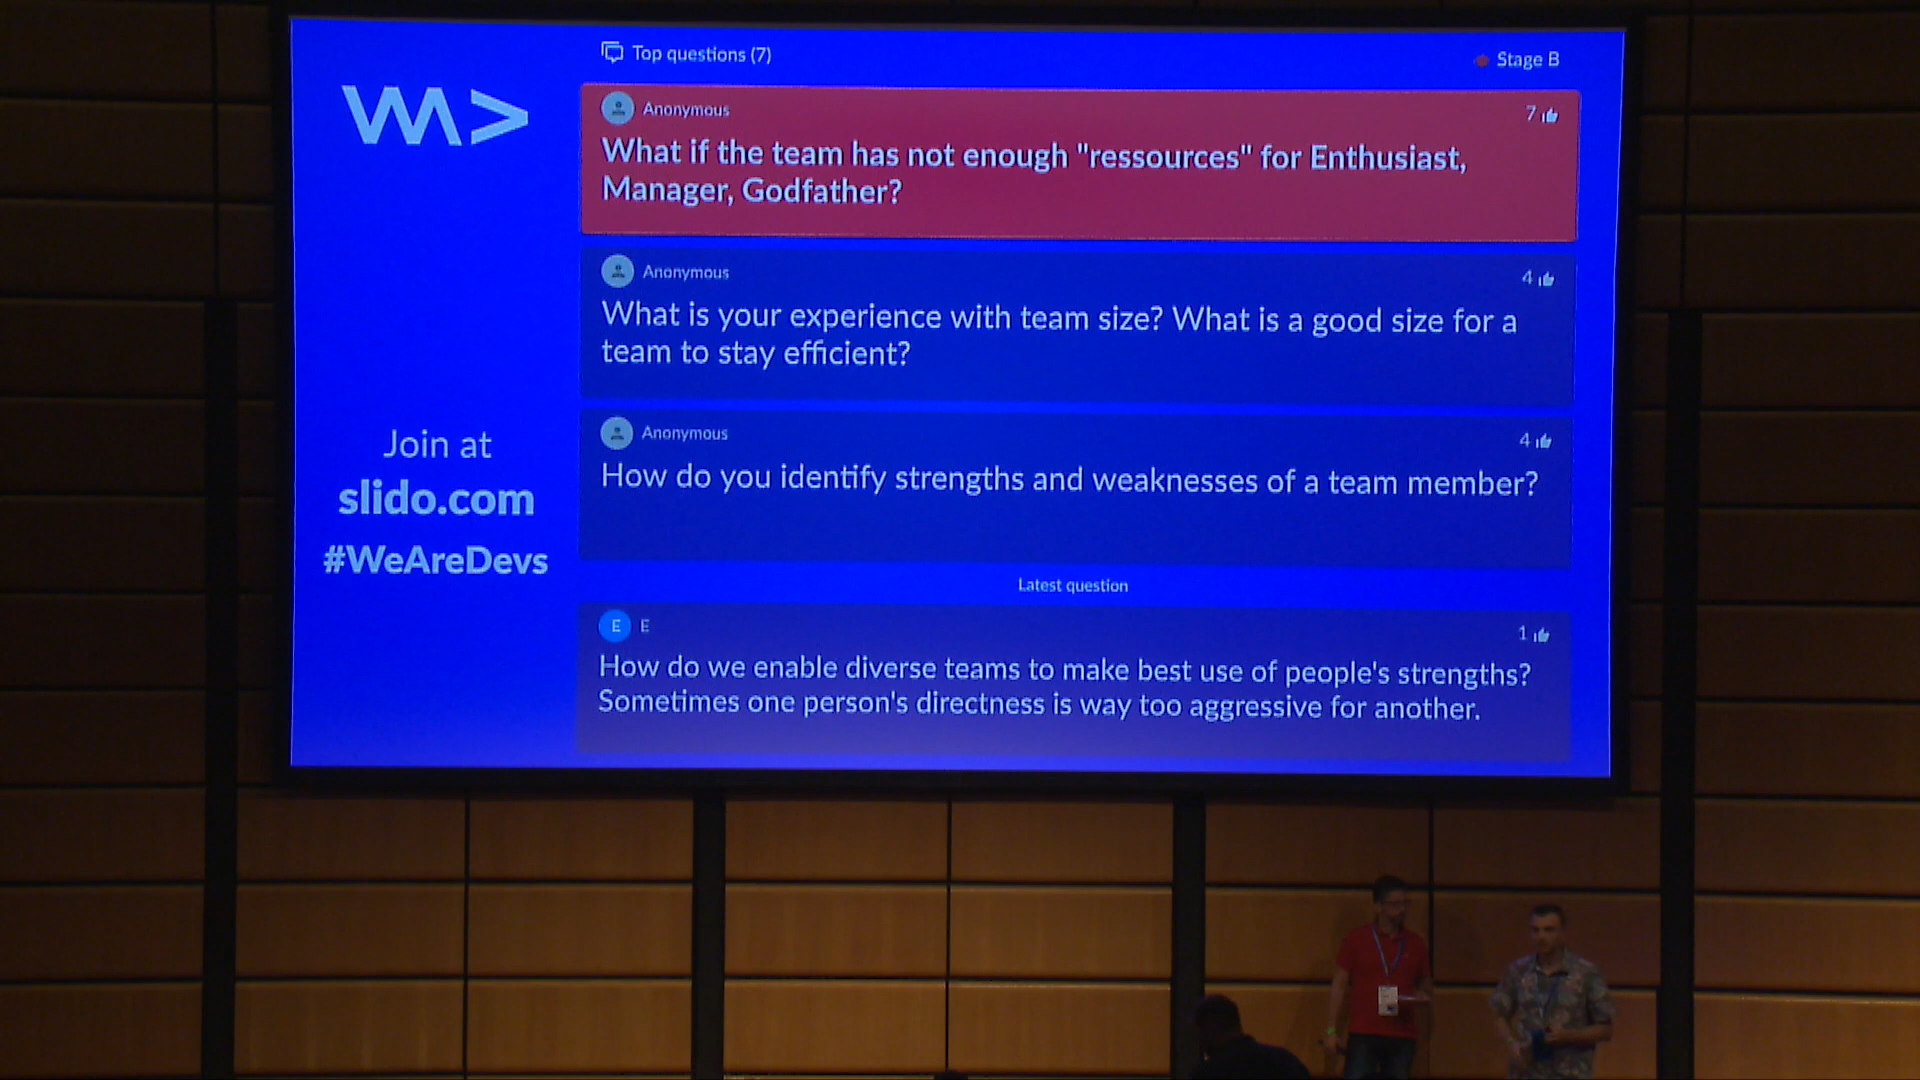 Top questions (7)
Stage B
WA>
Anonymous
7
What if the team has not enough "ressources" for Enthusiast,
Manager, Godfather?
Anonymous
4
What is your experience with team size? What is a good size for a
team to stay efficient?
Anonymous
4
How do you identify strengths and weaknesses of a team member?
Join at
slido.com
#WeAreDevs
Latest question
E E
1
How do we enable diverse teams to make best use of people's strengths?
Sometimes one person's directness is way too aggressive for another.